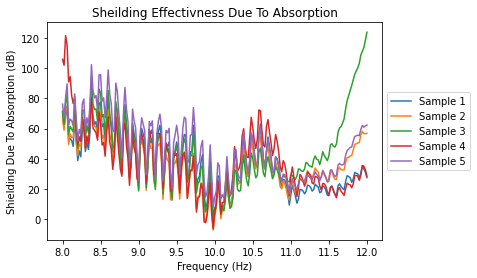 Sheilding Effectivness Due To Absorption
Shielding Due To Absorption (dB)
120
100
80
60
40
20
0
8.0 8.5 9.0 9.5 10.0 10.5 11.0 11.5 12.0
Frequency (Hz)
Sample 1
Sample 2
Sample 3
Sample 4
Sample 5